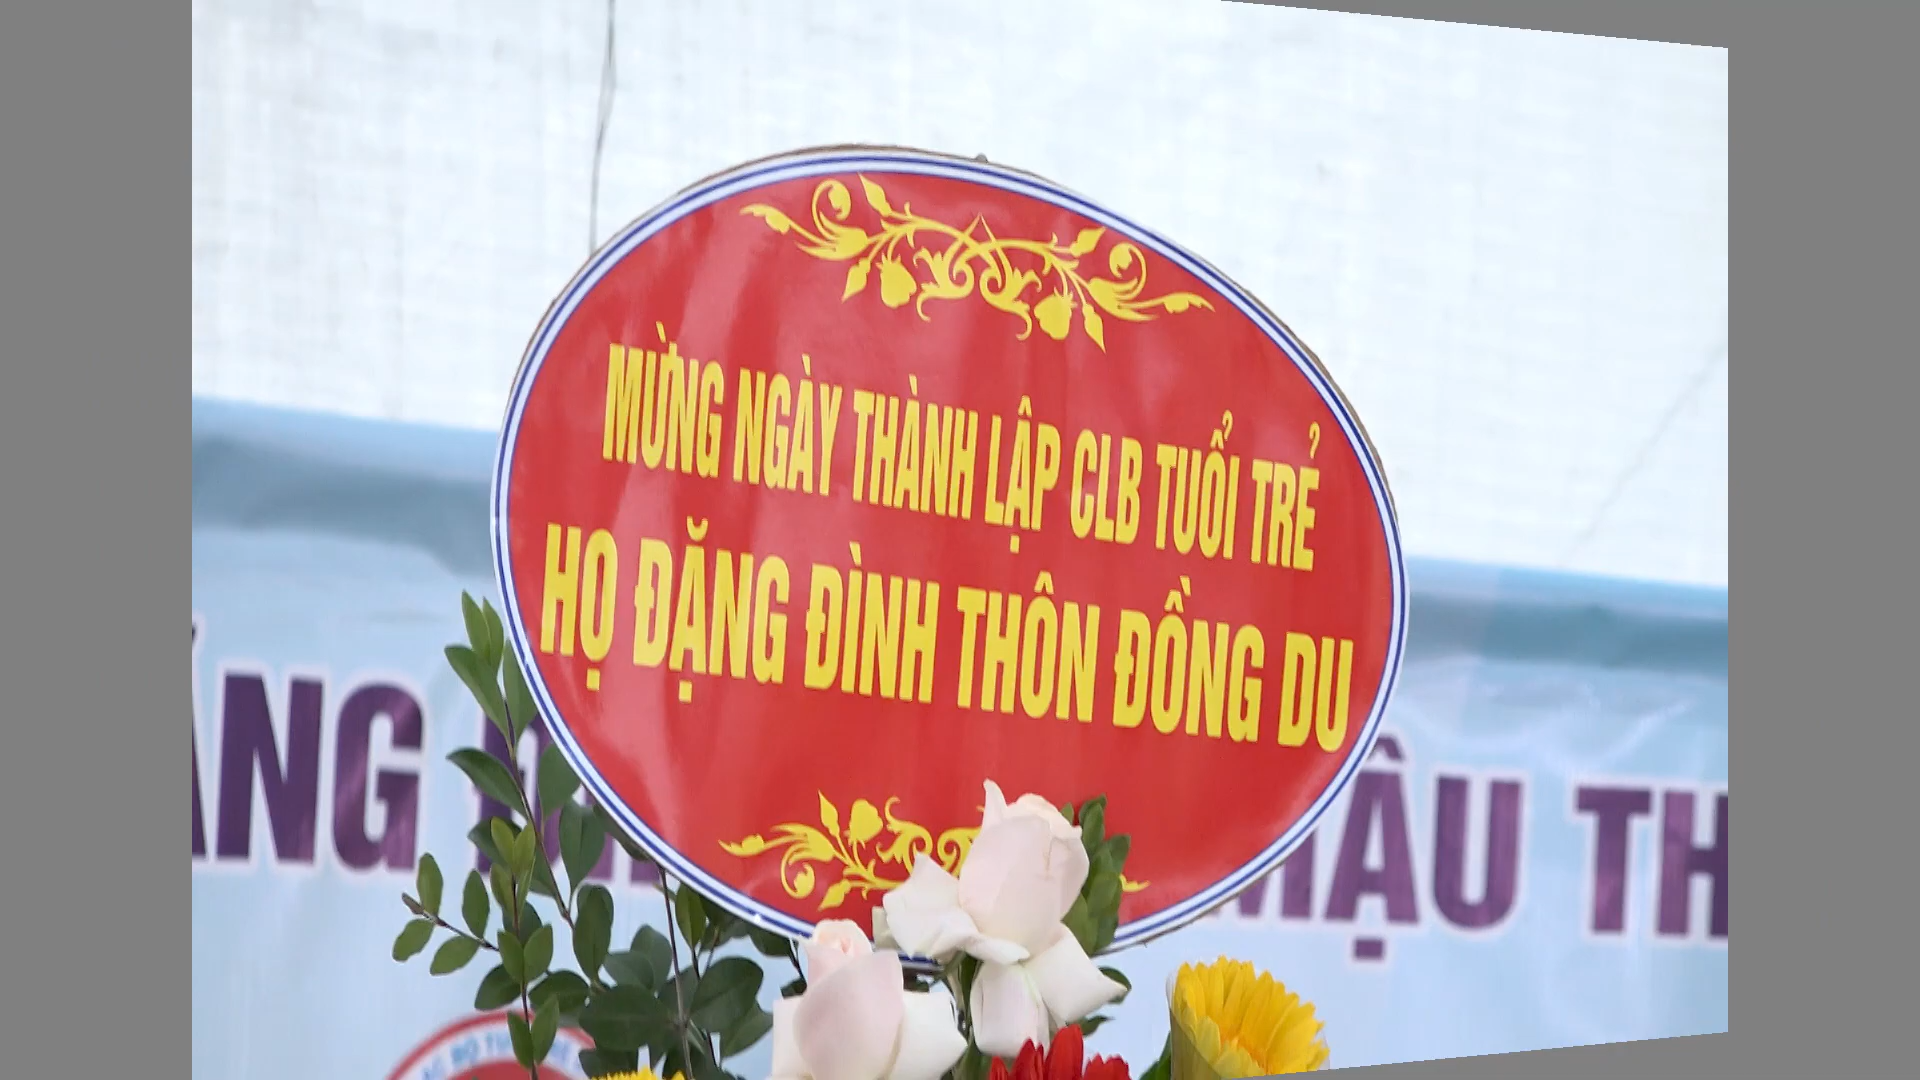 MỪNG NGÀY THÀNH LẬP CLB TUỔI TRẺ
HỌ ĐẶNG ĐÌNH THÔN ĐỒNG DU
MẬU TH